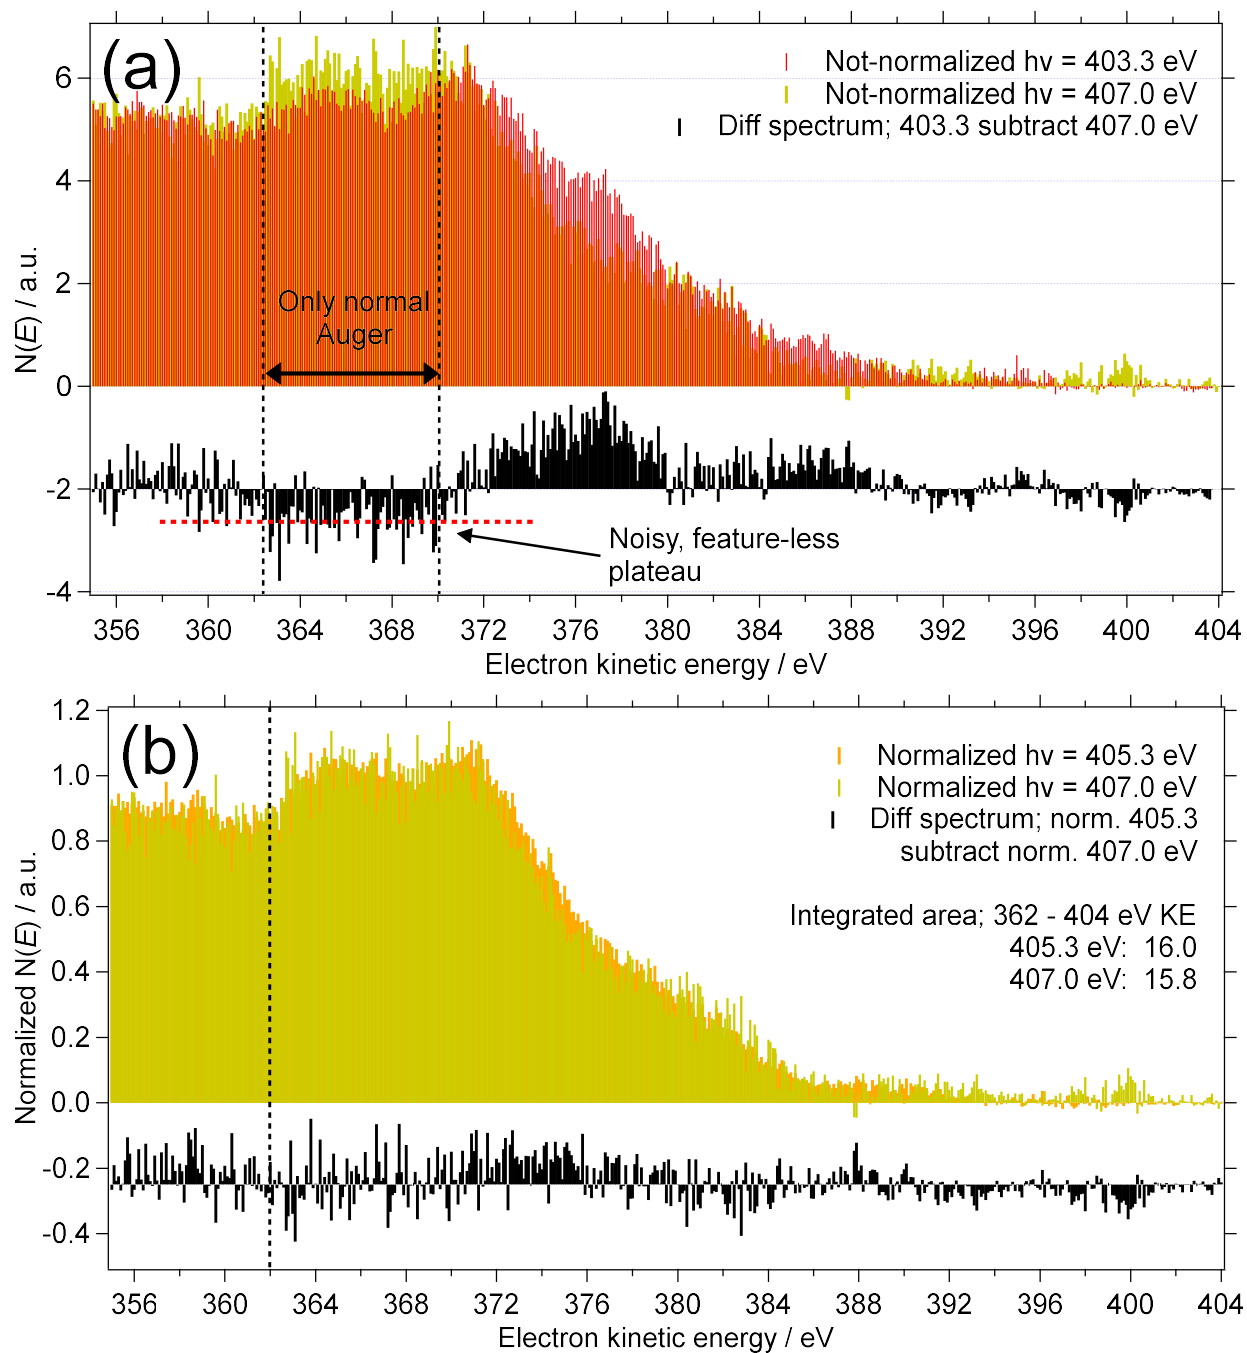 (a)
Not-normalized hv = 403.3 eV
Not-normalized hv = 407.0 eV
Diff spectrum; 403.3 subtract 407.0 eV
6
4
2
0
-2
-4
N(E) / a.u.
Only normal
Auger
Noisy, feature-less
plateau
356 360 364 368 372 376 380 384 388 392 396 400 404
Electron kinetic energy / eV
(b)
Normalized hv = 405.3 eV
Normalized hv = 407.0 eV
Diff spectrum; norm. 405.3
subtract norm. 407.0 eV
Integrated area; 362 - 404 eV KE
405.3 eV: 16.0
407.0 eV: 15.8
1.2
1.0
0.8
0.6
0.4
0.2
0.0
-0.2
-0.4
Normalized N(E) / a.u.
356 360 364 368 372 376 380 384 388 392 396 400 404
Electron kinetic energy / eV